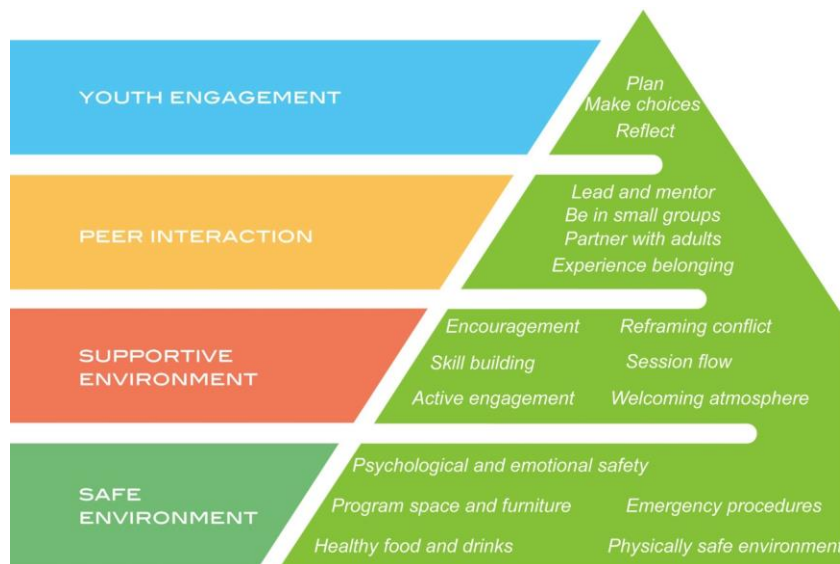 YOUTH ENGAGEMENT
Plan
Make choices
Reflect
PEER INTERACTION
Lead and mentor
Be in small groups
Partner with adults
Experience belonging
SUPPORTIVE
ENVIRONMENT
Encouragement Reframing conflict
Skill building Session flow
Active engagement Welcoming atmosphere
SAFE
ENVIRONMENT
Psychological and emotional safety
Program space and furniture Emergency procedures
Healthy food and drinks Physically safe environment